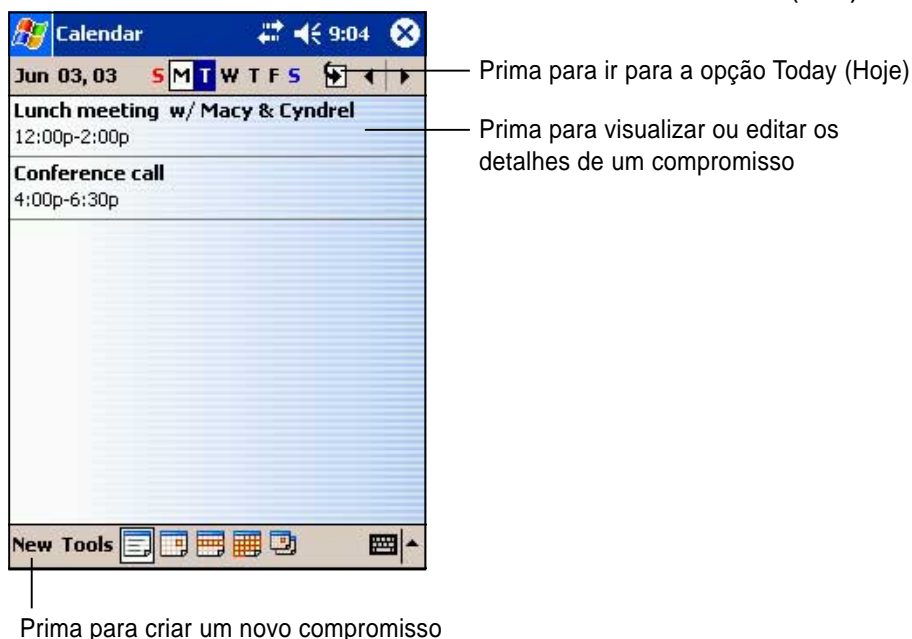 Calendar 9:04
Jun 03, 03 S M T W T F S
Prima para ir para a opção Today (Hoje)
Lunch meeting w/ Macy & Cyndrel
12:00p-2:00p
Prima para visualizar ou editar os
detalhes de um compromisso
Conference call
4:00p-6:30p
New Tools
Prima para criar um novo compromisso